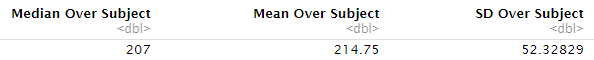 Median Over Subject Mean Over Subject SD Over Subject
<dbl> <dbl> <dbl>
207 214.75 52.32829